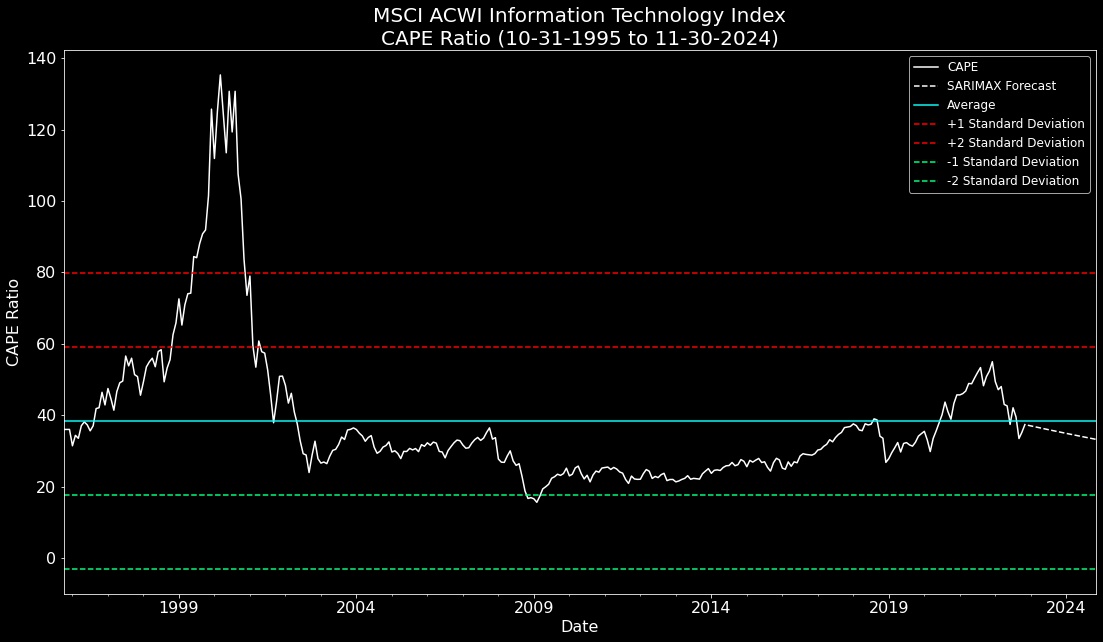 MSCI ACWI Information Technology Index
CAPE Ratio (10-31-1995 to 11-30-2024)
140
120
100
80
60
40
20
0
CAPE Ratio
CAPE
SARIMAX Forecast
Average
+1 Standard Deviation
+2 Standard Deviation
-1 Standard Deviation
-2 Standard Deviation
1999 2004 2009 2014 2019 2024
Date